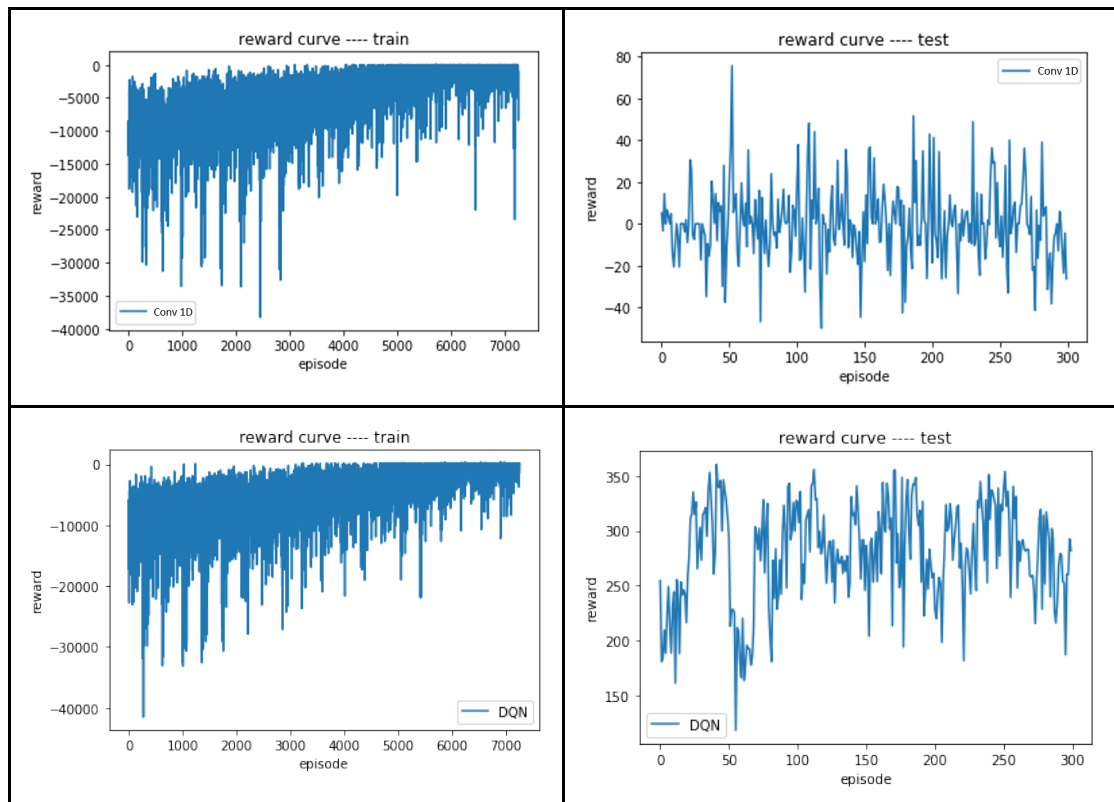 reward curve ---- train
0
−5000
−10000
−15000
−20000
−25000
−30000
−35000
−40000
reward
Conv 1D
0 1000 2000 3000 4000 5000 6000 7000
episode
reward curve ---- test
80
60
40
20
0
−20
−40
reward
Conv 1D
0 50 100 150 200 250 300
episode
reward curve ---- train
0
−10000
−20000
−30000
−40000
reward
DQN
0 1000 2000 3000 4000 5000 6000 7000
episode
reward curve ---- test
350
300
250
200
150
reward
DQN
0 50 100 150 200 250 300
episode